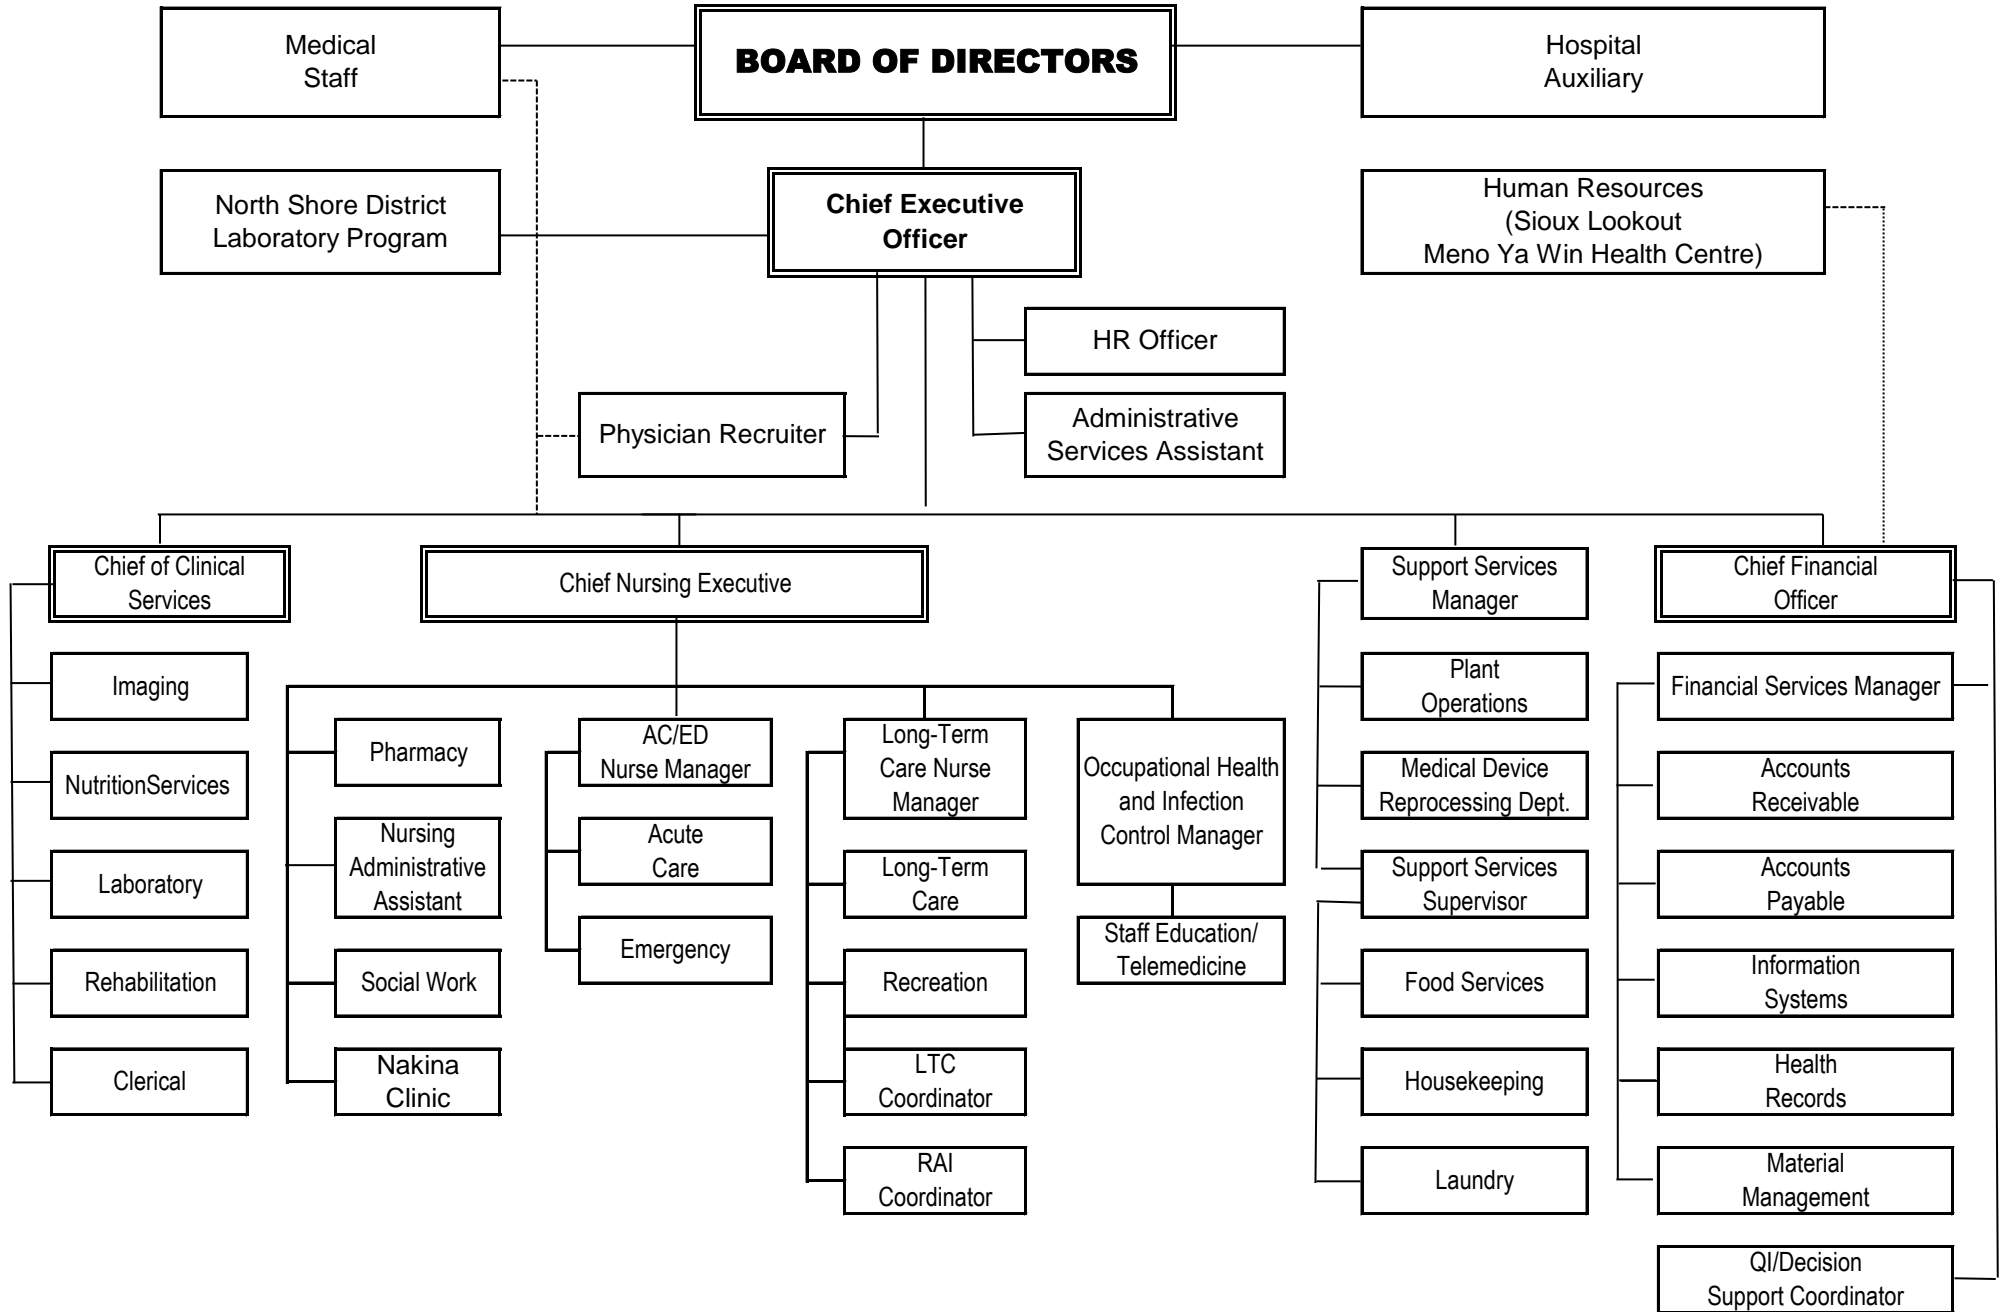 Medical
Staff
BOARD OF DIRECTORS
Hospital
Auxiliary
North Shore District
Laboratory Program
Chief Executive
Officer
Human Resources
(Sioux Lookout
Meno Ya Win Health Centre)
HR Officer
Physician Recruiter
Administrative
Services Assistant
Chief of Clinical
Services
Chief Nursing Executive
Support Services
Manager
Chief Financial
Officer
Imaging
NutritionServices
Laboratory
Rehabilitation
Clerical
Pharmacy
Nursing
Administrative
Assistant
Social Work
Nakina
Clinic
AC/ED
Nurse Manager
Acute
Care
Emergency
Long-Term
Care Nurse
Manager
Long-Term
Care
Recreation
LTC
Coordinator
RAI
Coordinator
Occupational Health
and Infection
Control Manager
Staff Education/
Telemedicine
Plant
Operations
Medical Device
Reprocessing Dept.
Support Services
Supervisor
Food Services
Housekeeping
Laundry
Financial Services Manager
Accounts
Receivable
Accounts
Payable
Information
Systems
Health
Records
Material
Management
QI/Decision
Support Coordinator